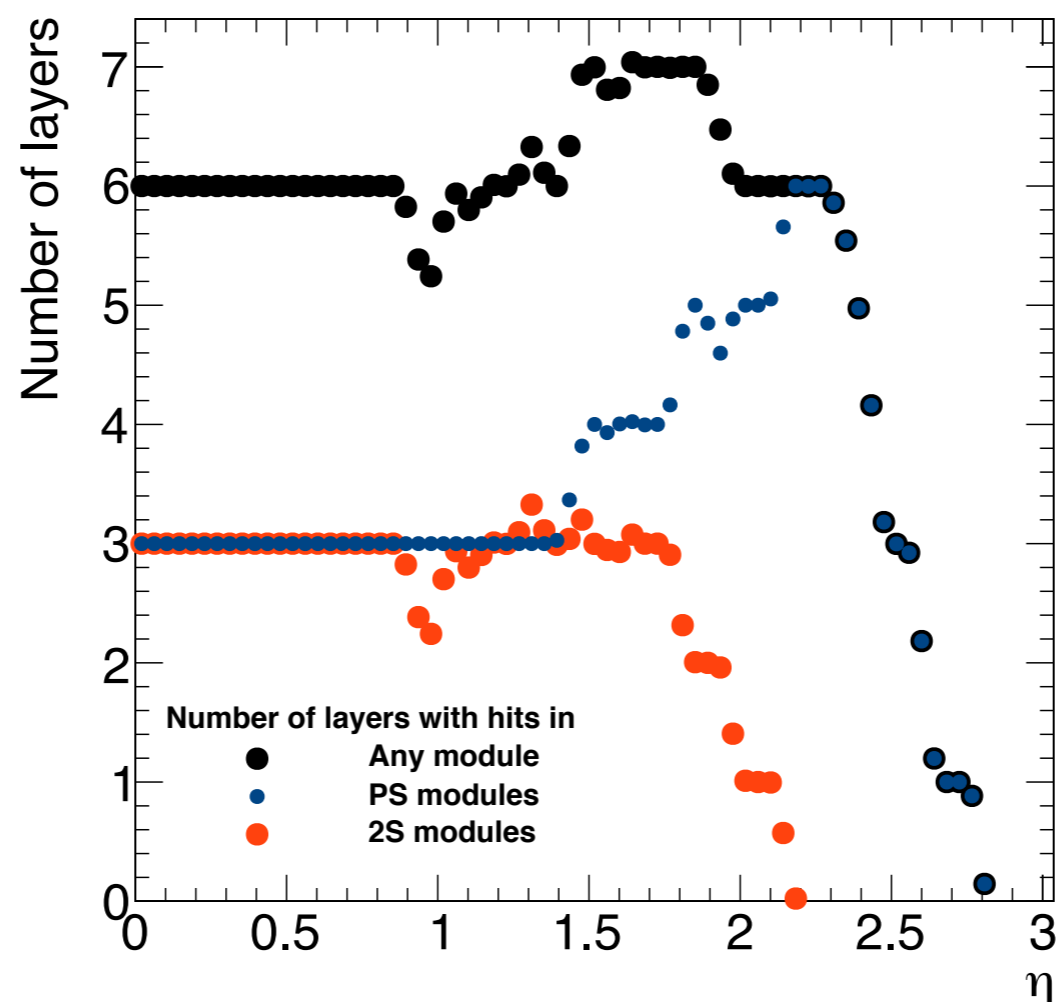 Number of layers
7
6
5
4
3
2
1
0
Number of layers with hits in
Any module
PS modules
2S modules
0 0.5 1 1.5 2 2.5 3
η